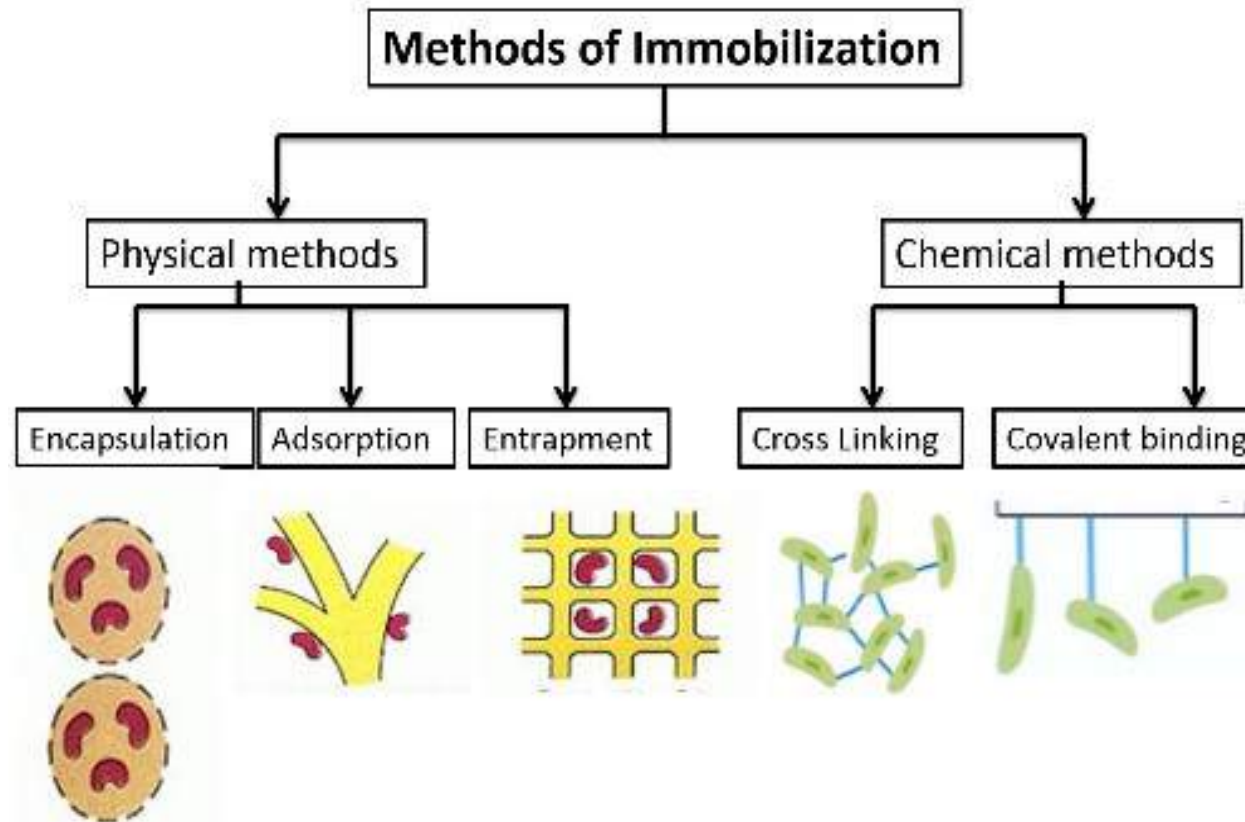 Methods of Immobilization
Physical methods
Chemical methods
Encapsulation
Adsorption
Entrapment
Cross Linking
Covalent binding